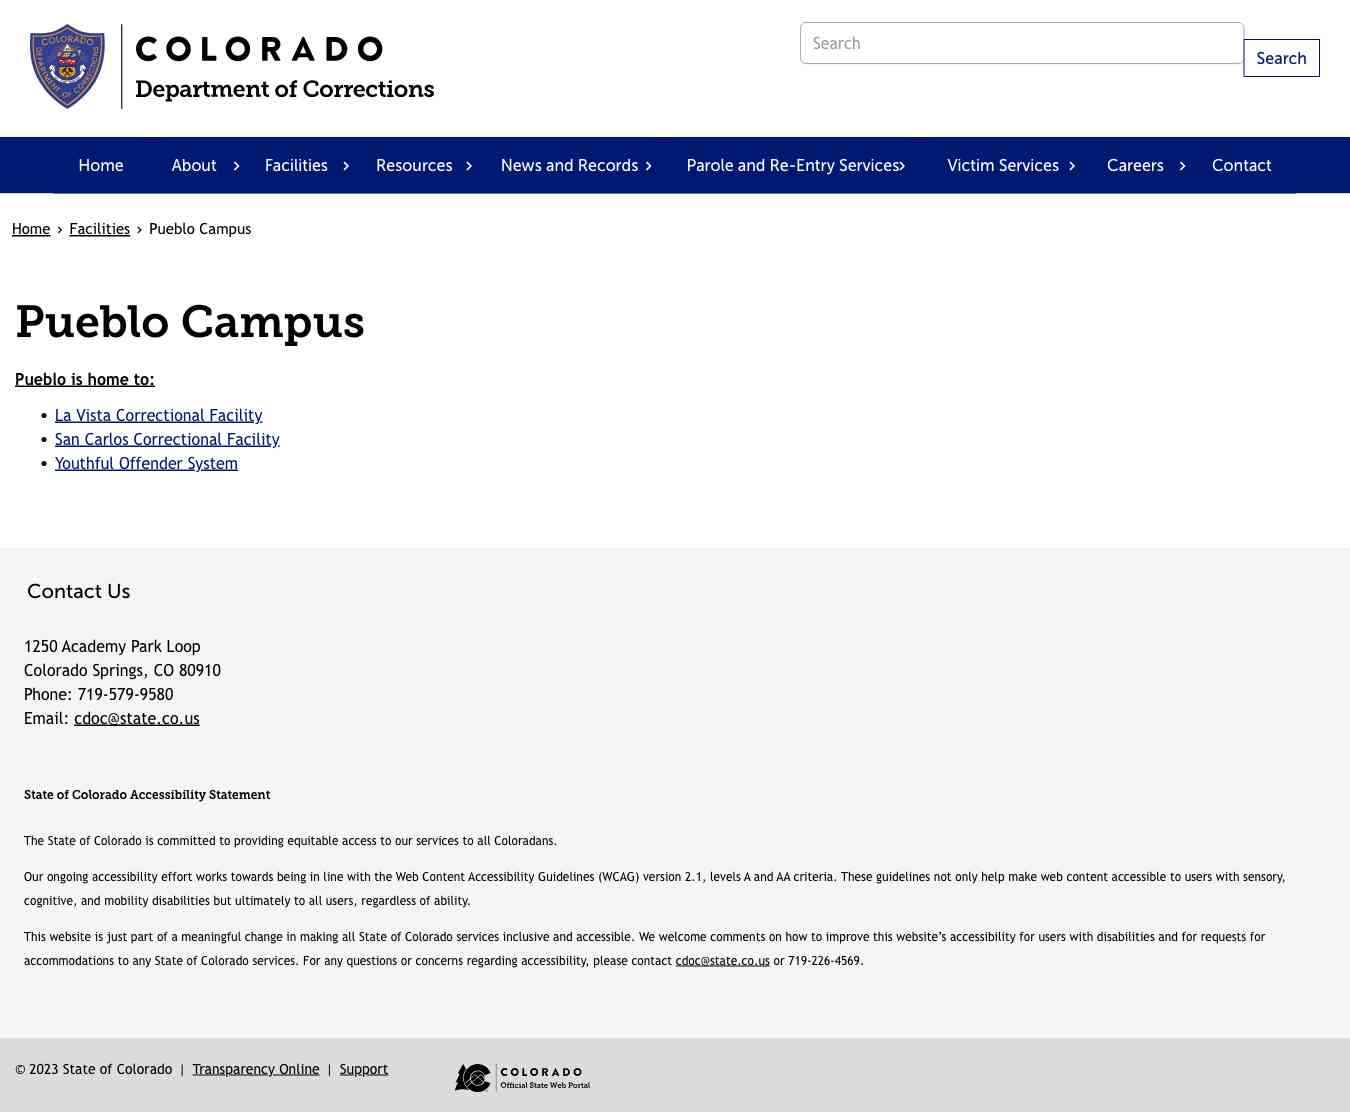 COLORADO
Department of Corrections
Search
Search
Home About Facilities Resources News and Records Parole and Re-Entry Services Victim Services Careers Contact
Home › Facilities › Pueblo Campus
Pueblo Campus
Pueblo is home to:
• La Vista Correctional Facility
• San Carlos Correctional Facility
• Youthful Offender System
Contact Us
1250 Academy Park Loop
Colorado Springs, CO 80910
Phone: 719-579-9580
Email: cdoc@state.co.us
State of Colorado Accessibility Statement
The State of Colorado is committed to providing equitable access to our services to all Coloradans.
Our ongoing accessibility effort works towards being in line with the Web Content Accessibility Guidelines (WCAG) version 2.1, levels A and AA criteria. These guidelines not only help make web content accessible to users with sensory,
cognitive, and mobility disabilities but ultimately to all users, regardless of ability.
This website is just part of a meaningful change in making all State of Colorado services inclusive and accessible. We welcome comments on how to improve this website’s accessibility for users with disabilities and for requests for
accommodations to any State of Colorado services. For any questions or concerns regarding accessibility, please contact cdoc@state.co.us or 719-226-4569.
© 2023 State of Colorado | Transparency Online | Support
COLORADO
Official State Web Portal